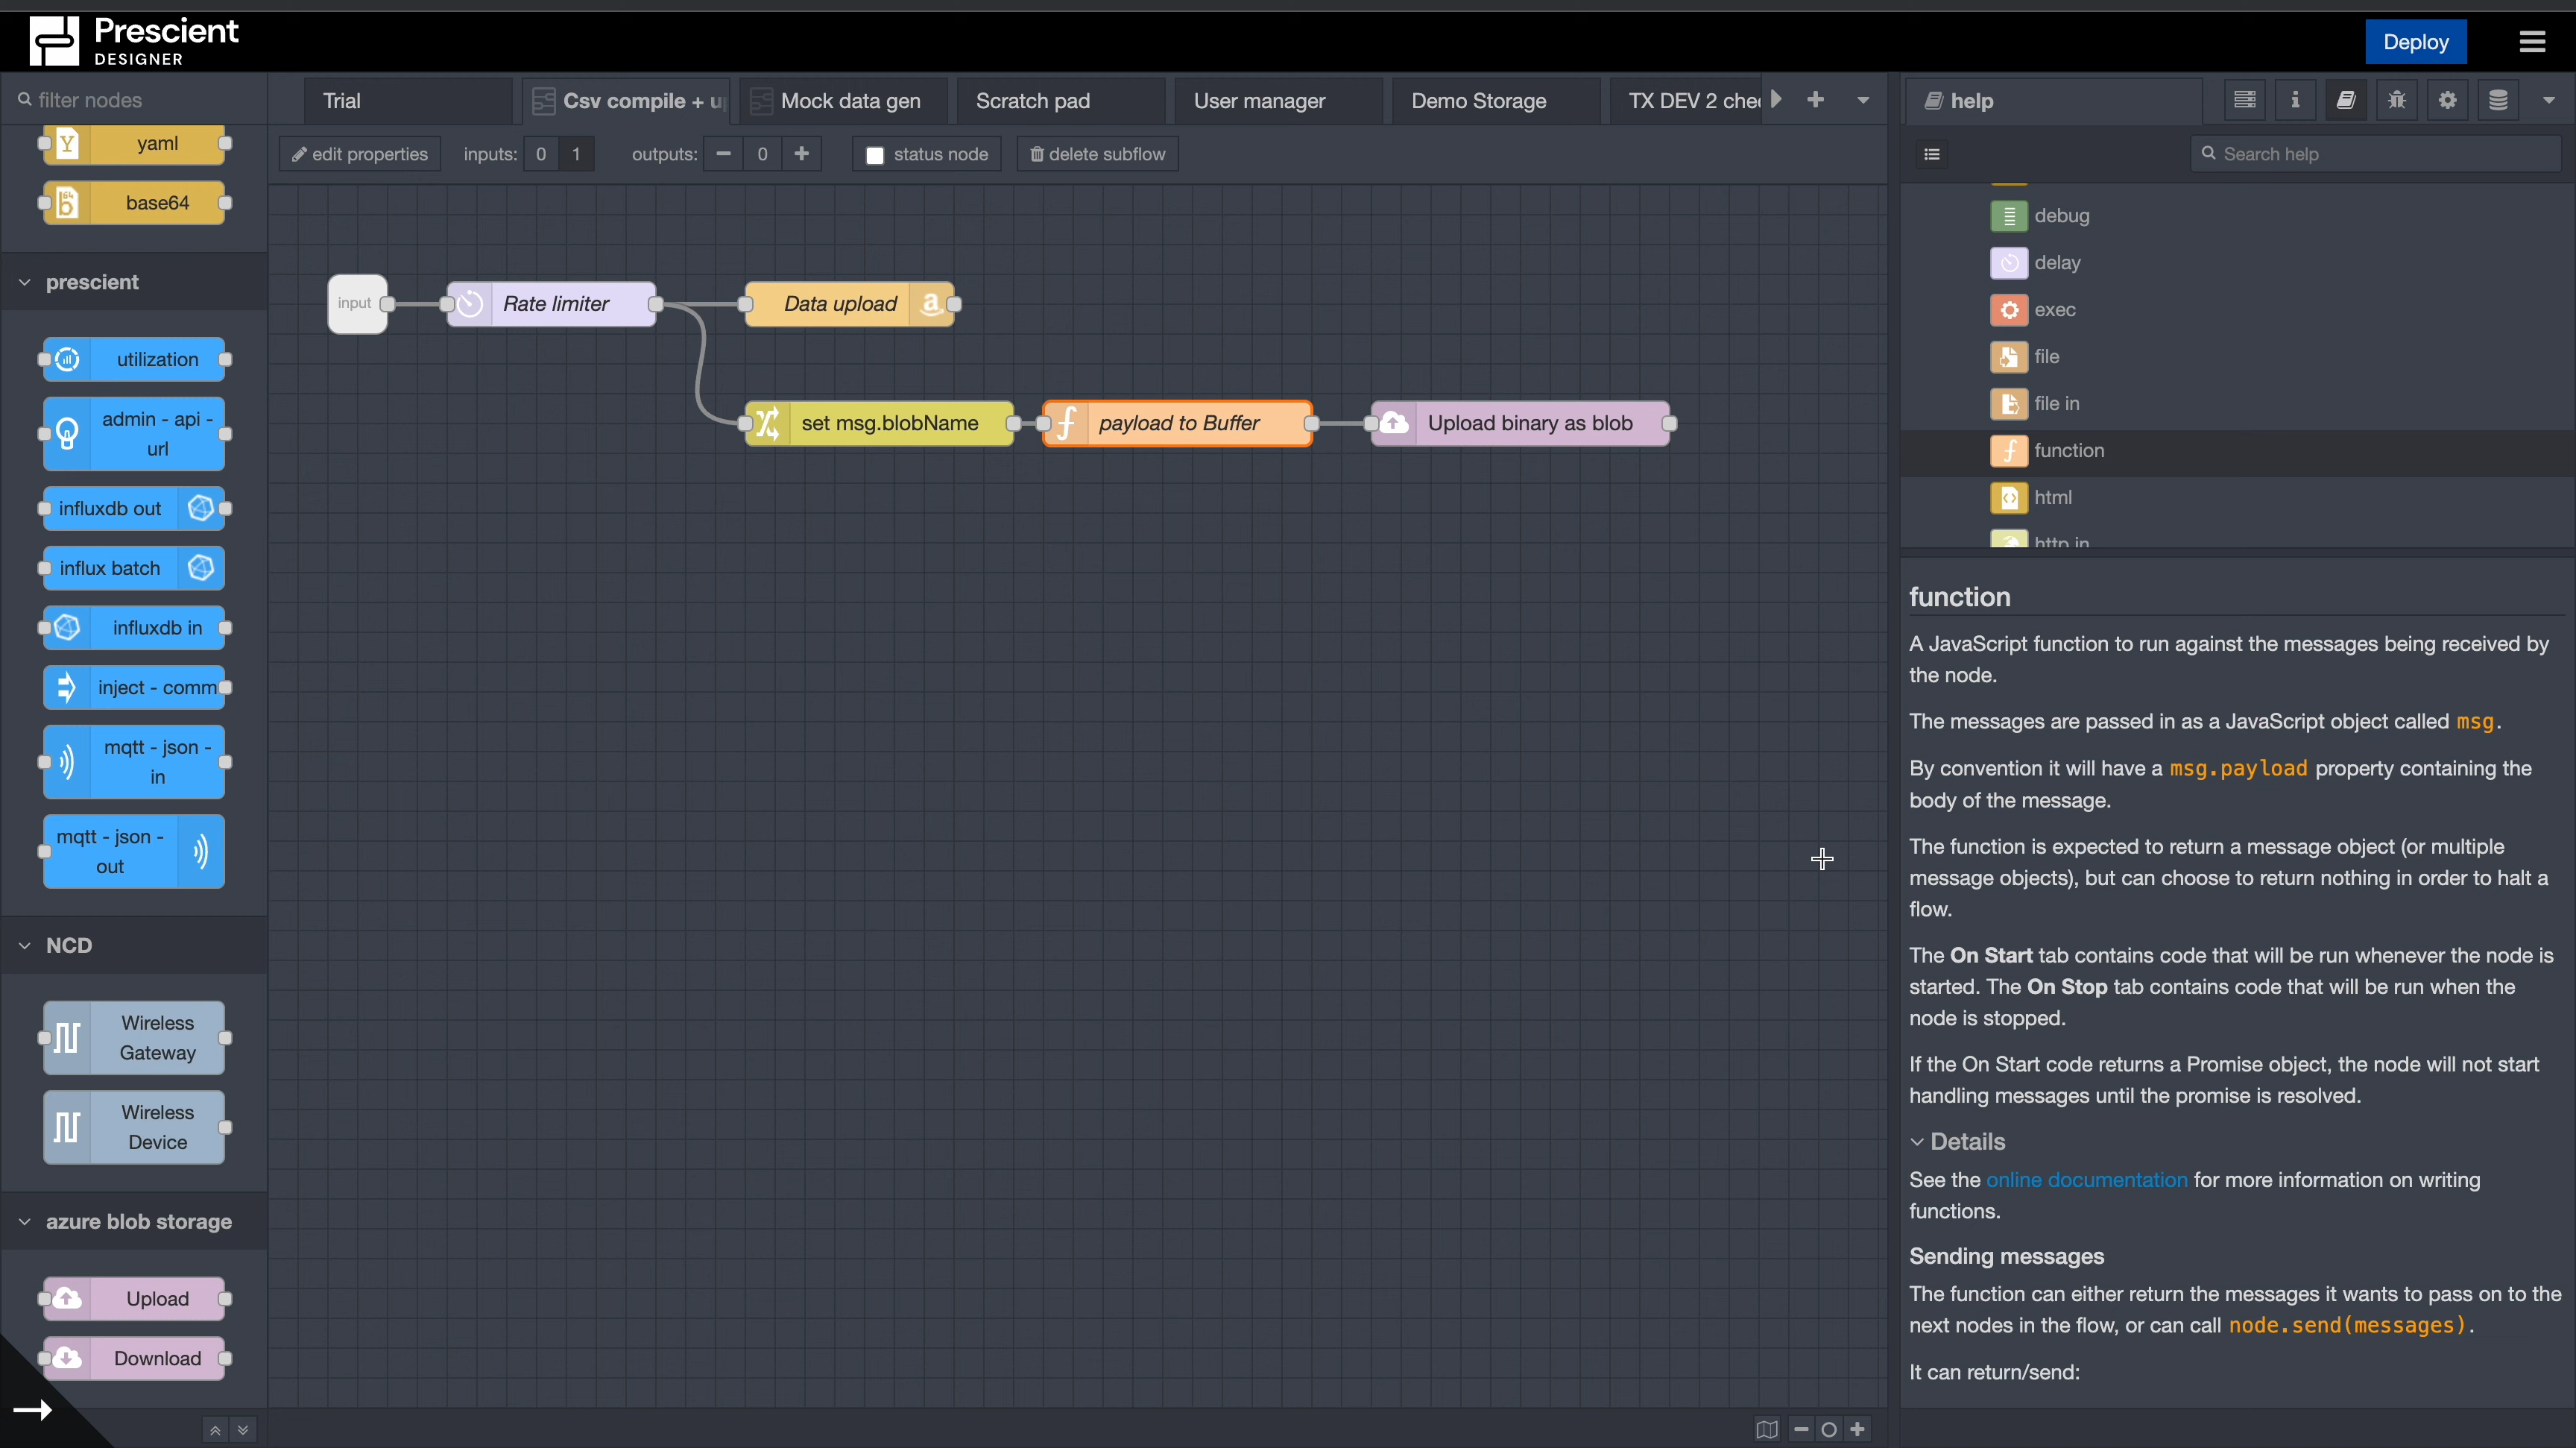 Prescient
DESIGNER
Deploy
filter nodes
Trial
Csv compile + u
Mock data gen
Scratch pad
User manager
Demo Storage
TX DEV 2 che
help
edit properties
inputs: 0 1
outputs: 0
status node
delete subflow
Search help
yaml
base64
prescient
utilization
admin - api -
url
influxdb out
influx batch
influxdb in
inject - comm
mqtt - json -
in
mqtt - json -
out
NCD
Wireless
Gateway
Wireless
Device
azure blob storage
Upload
Download
input
Rate limiter
Data upload
a
set msg.blobName
payload to Buffer
Upload binary as blob
debug
delay
exec
file
file in
function
html
http in
function
A JavaScript function to run against the messages being received by
the node.
The messages are passed in as a JavaScript object called msg.
By convention it will have a msg.payload property containing the
body of the message.
The function is expected to return a message object (or multiple
message objects), but can choose to return nothing in order to halt a
flow.
The On Start tab contains code that will be run whenever the node is
started. The On Stop tab contains code that will be run when the
node is stopped.
If the On Start code returns a Promise object, the node will not start
handling messages until the promise is resolved.
Details
See the online documentation for more information on writing
functions.
Sending messages
The function can either return the messages it wants to pass on to the
next nodes in the flow, or can call node.send(messages).
It can return/send: